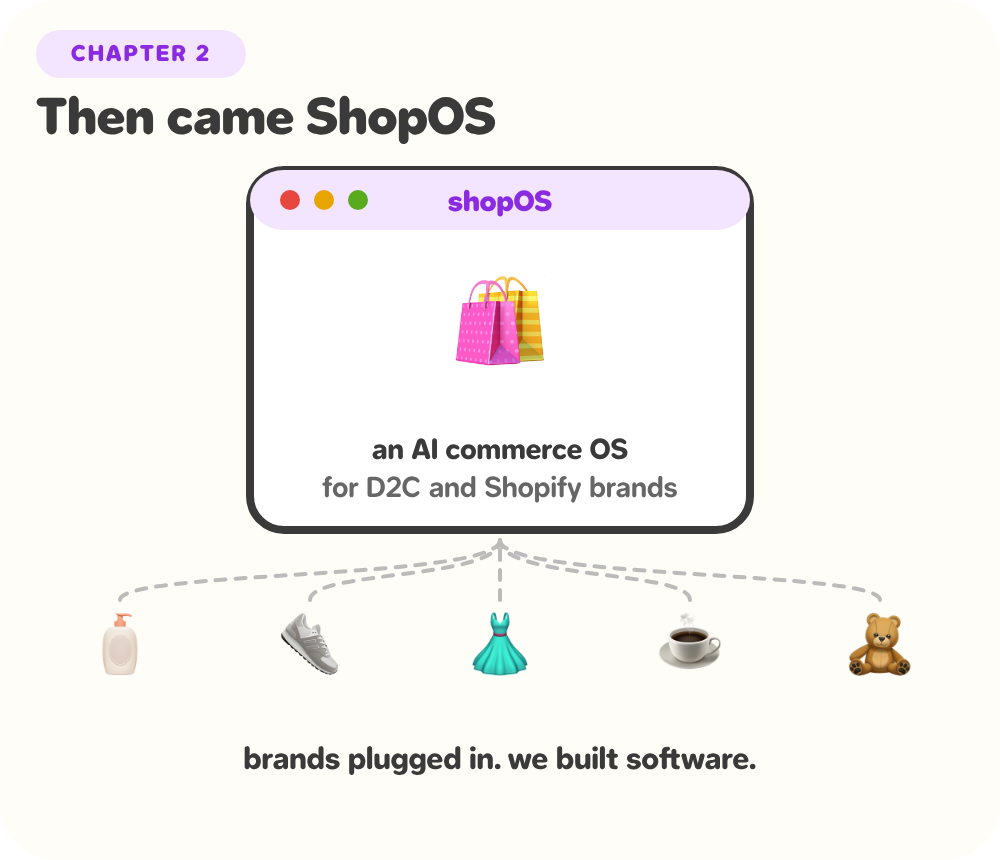 CHAPTER 2
Then came ShopOS
shopOS
an AI commerce OS
for D2C and Shopify brands
brands plugged in. we built software.